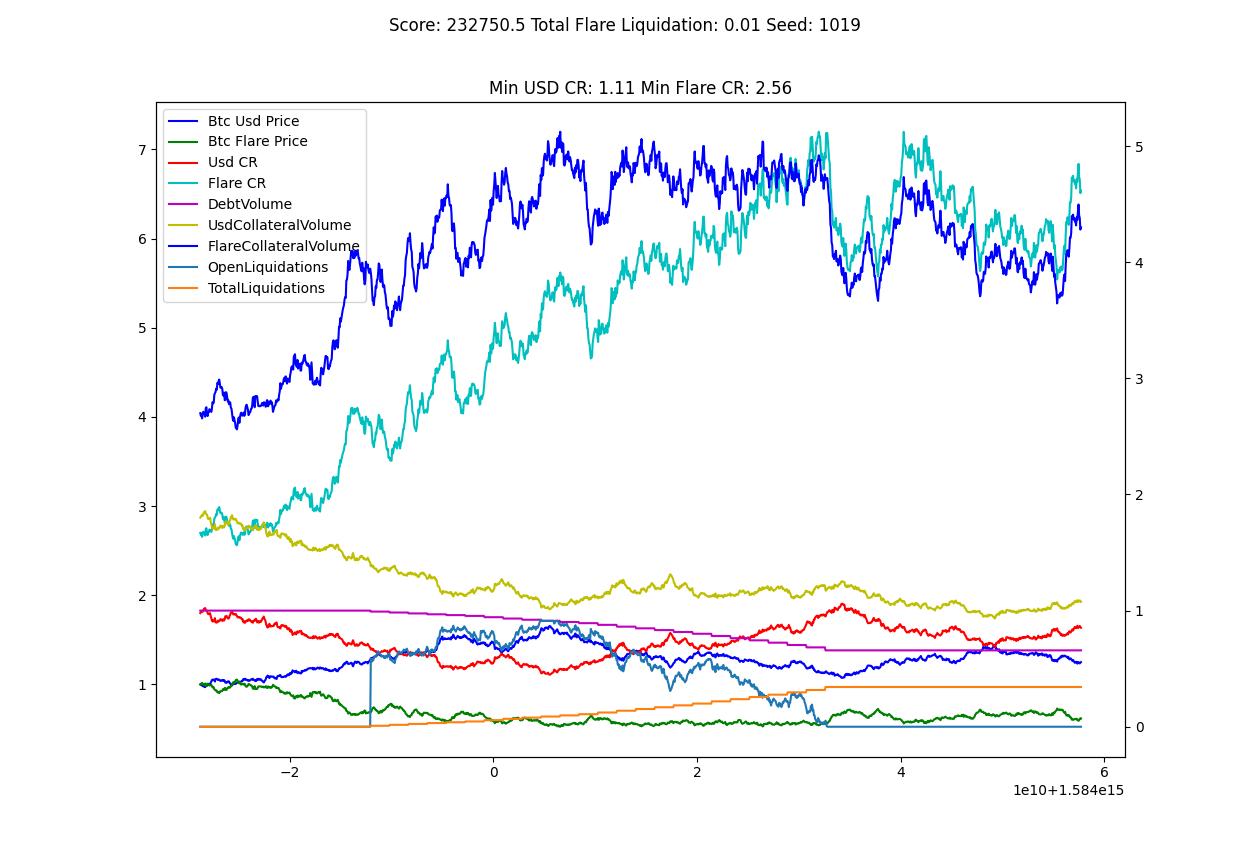 Score: 232750.5 Total Flare Liquidation: 0.01 Seed: 1019
Min USD CR: 1.11 Min Flare CR: 2.56
Btc Usd Price
Btc Flare Price
Usd CR
Flare CR
DebtVolume
UsdCollateralVolume
FlareCollateralVolume
OpenLiquidations
TotalLiquidations
7
6
5
4
3
2
1
5
4
3
2
1
0
−2
0
2
4
6
1e10+1.584e15